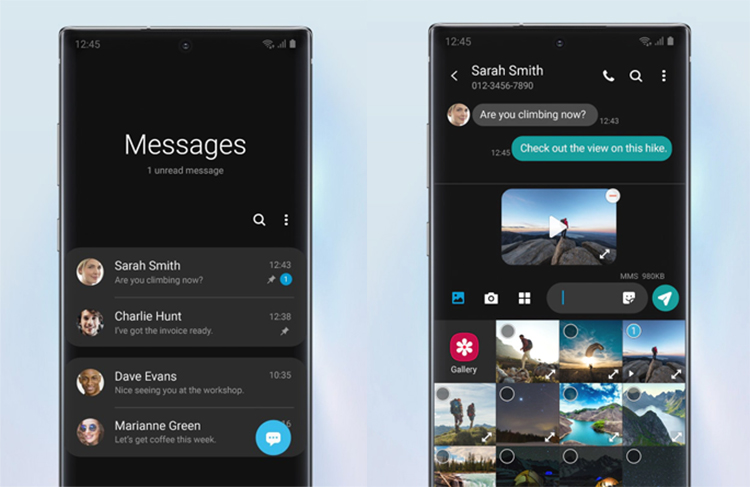 12:45
Messages
1 unread message
Sarah Smith 12:43
Are you climbing now? 1
Charlie Hunt 12:38
I've got the invoice ready.
Dave Evans 10:35
Nice seeing you at the workshop.
Marianne Green
Let's get coffee this week.
12:45
Sarah Smith
012-3456-7890
Are you climbing now? 12:43
12:45 Check out the view on this hike.
MMS 980KB
1
Gallery